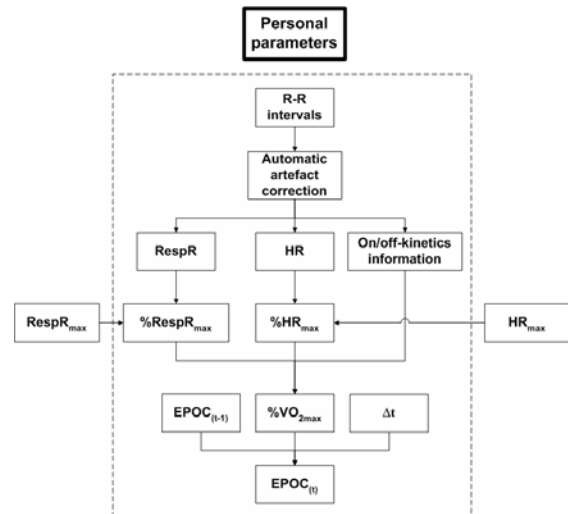 Personal
parameters
R-R
intervals
Automatic
artefact
correction
RespR
HR
On/off-kinetics
information
RespRmax
%RespRmax
%HRmax
HRmax
EPOC(t-1)
%VO2max
Δt
EPOC(t)